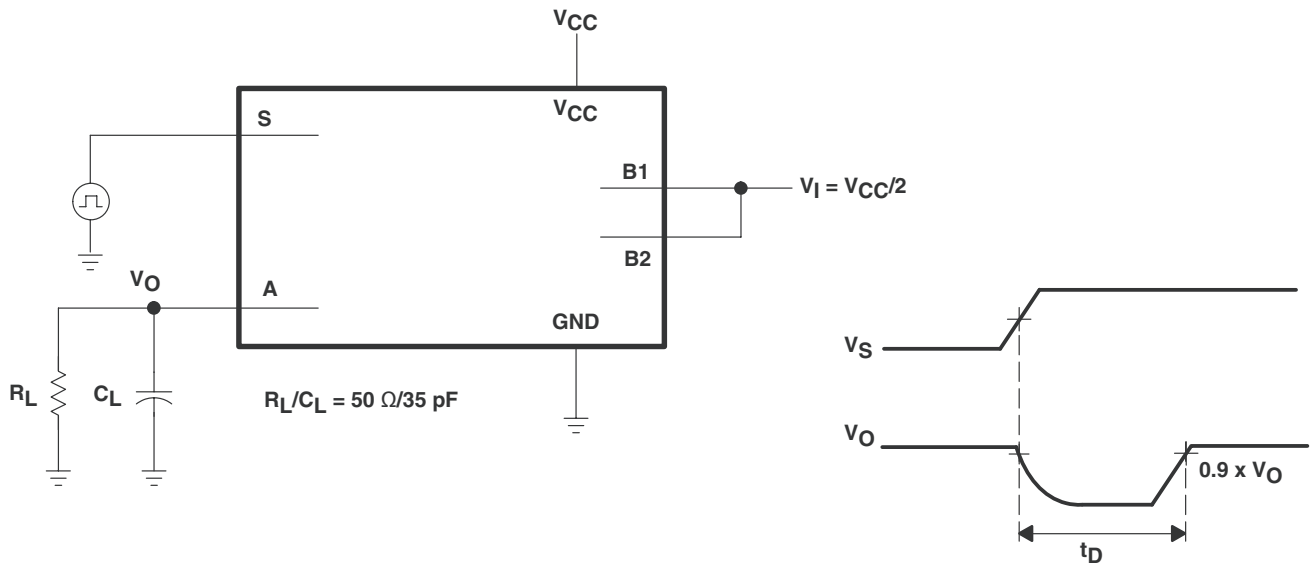 VCC
VCC
S
B1
VI = VCC/2
B2
VO
A
GND
RL
CL
RL/CL = 50 Ω/35 pF
VS
VO
0.9 x VO
tD